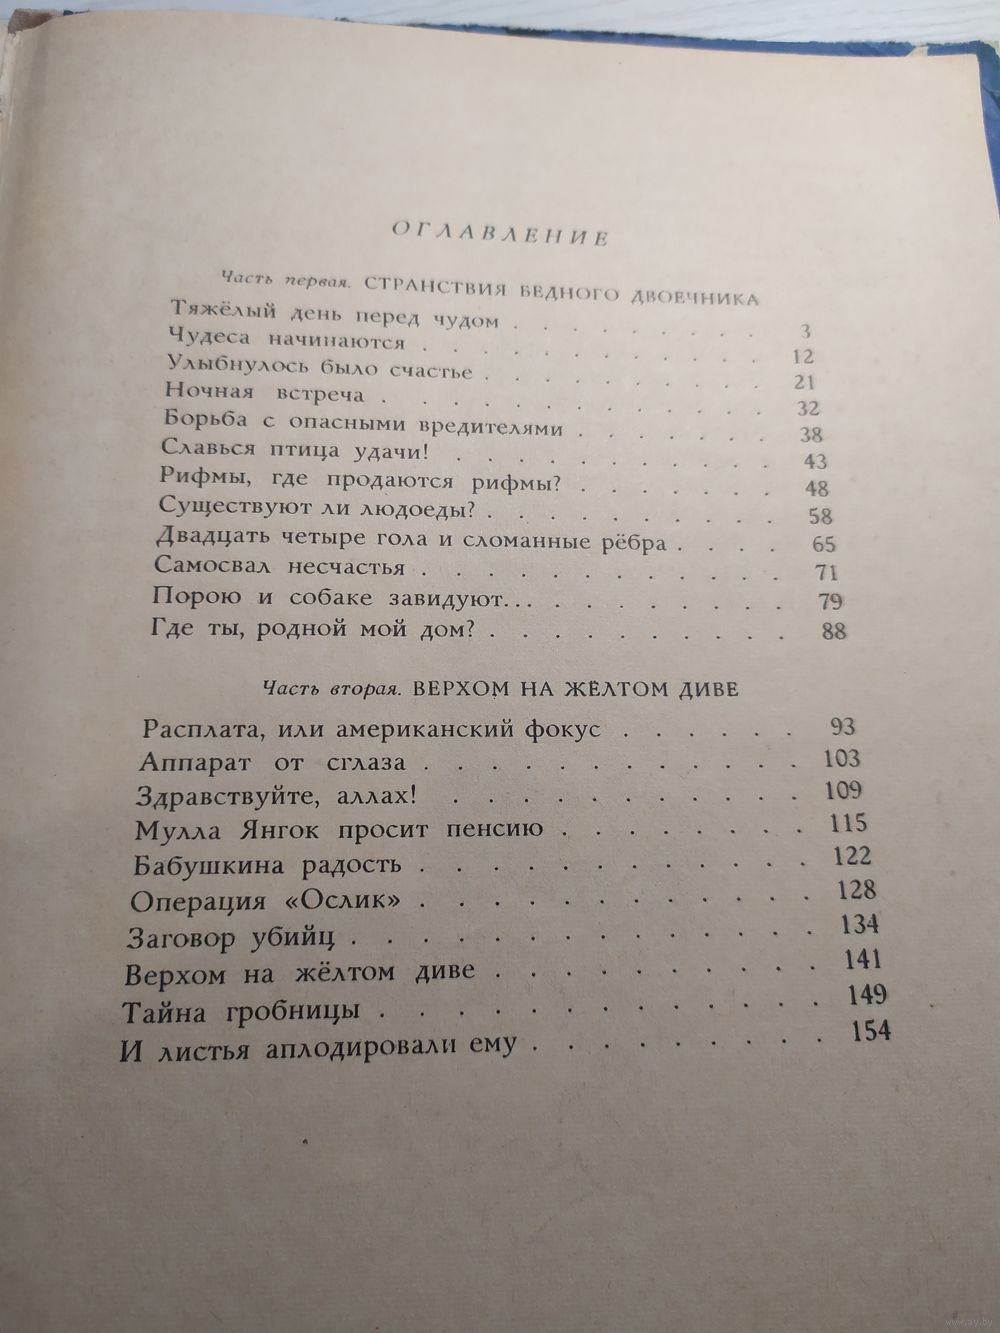 ОГЛАВЛЕНИЕ
Часть первая. СТРАНСТВИЯ БЕДНОГО ДВОЕЧНИКА
Тяжёлый день перед чудом . . . . . . . . . 3
Чудеса начинаются . . . . . . . . . . . . 12
Улыбнулось было счастье . . . . . . . . . . 21
Ночная встреча . . . . . . . . . . . . . 32
Борьба с опасными вредителями . . . . . . . 38
Славься птица удачи! . . . . . . . . . . . 43
Рифмы, где продаются рифмы? . . . . . . . 48
Существуют ли людоеды? . . . . . . . . . . 58
Двадцать четыре гола и сломанные рёбра . . . . 65
Самосвал несчастья . . . . . . . . . . . . 71
Порою и собаке завидуют... . . . . . . . . . 79
Где ты, родной мой дом? . . . . . . . . . . 88
Часть вторая. ВЕРХОМ НА ЖЁЛТОМ ДИВЕ
Расплата, или американский фокус . . . . . . 93
Аппарат от сглаза . . . . . . . . . . . . 103
Здравствуйте, аллах! . . . . . . . . . . . 109
Мулла Янгок просит пенсию . . . . . . . . 115
Бабушкина радость . . . . . . . . . . . . 122
Операция «Ослик» . . . . . . . . . . . . 128
Заговор убийц . . . . . . . . . . . . . . 134
Верхом на жёлтом диве . . . . . . . . . . 141
Тайна гробницы . . . . . . . . . . . . . 149
И листья аплодировали ему . . . . . . . . . 154
www.ay.by